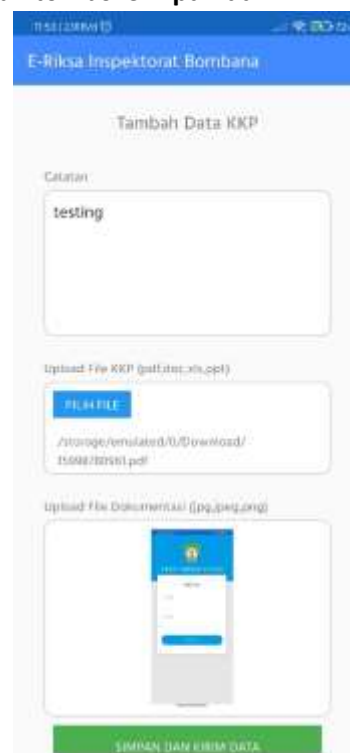 E-Riksa Inspektorat Bombana
Tambah Data KKP
Catatan
testing
Upload File KKP (pdf,doc,xls,ppt)
PILIH FILE
/storage/emulated/0/Download/
Upload File Dokumentasi (jpg,jpeg,png)
SIMPAN DAN KIRIM DATA